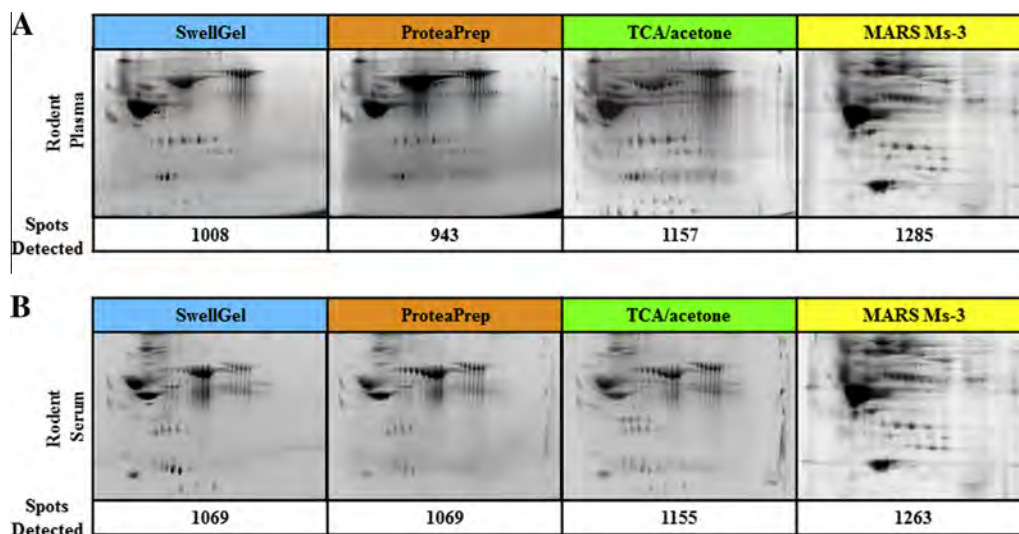 A
SwellGel ProteaPrep TCA/acetone MARS Ms-3
Rodent
Plasma
Spots
Detected
1008 943 1157 1285
B
SwellGel ProteaPrep TCA/acetone MARS Ms-3
Rodent
Serum
Spots
Detected
1069 1069 1155 1263